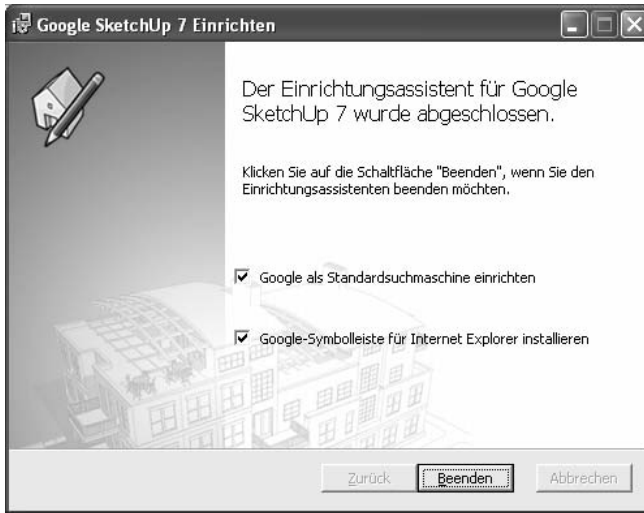 Google SketchUp 7 Einrichten
Der Einrichtungsassistent für Google
SketchUp 7 wurde abgeschlossen.
Klicken Sie auf die Schaltfläche "Beenden", wenn Sie den
Einrichtungsassistenten beenden möchten.
Google als Standardsuchmaschine einrichten
Google-Symbolleiste für Internet Explorer installieren
Zurück Beenden Abbrechen